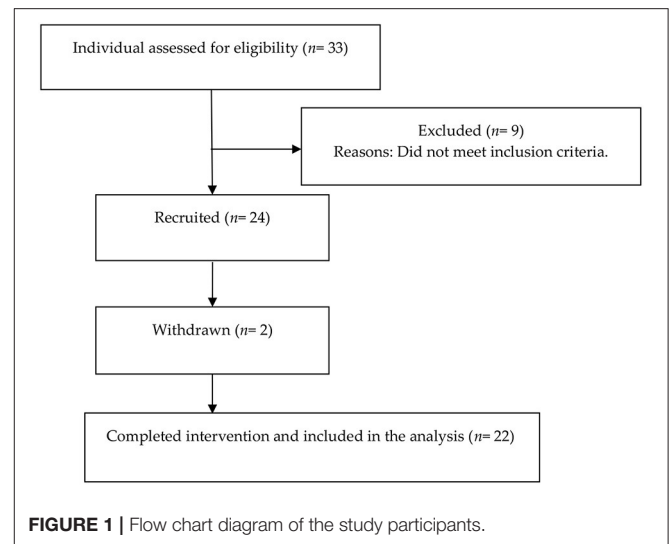 Individual assessed for eligibility (n= 33)
Excluded (n= 9)
Reasons: Did not meet inclusion criteria.
Recruited (n= 24)
Withdrawn (n= 2)
Completed intervention and included in the analysis (n= 22)
FIGURE 1 | Flow chart diagram of the study participants.